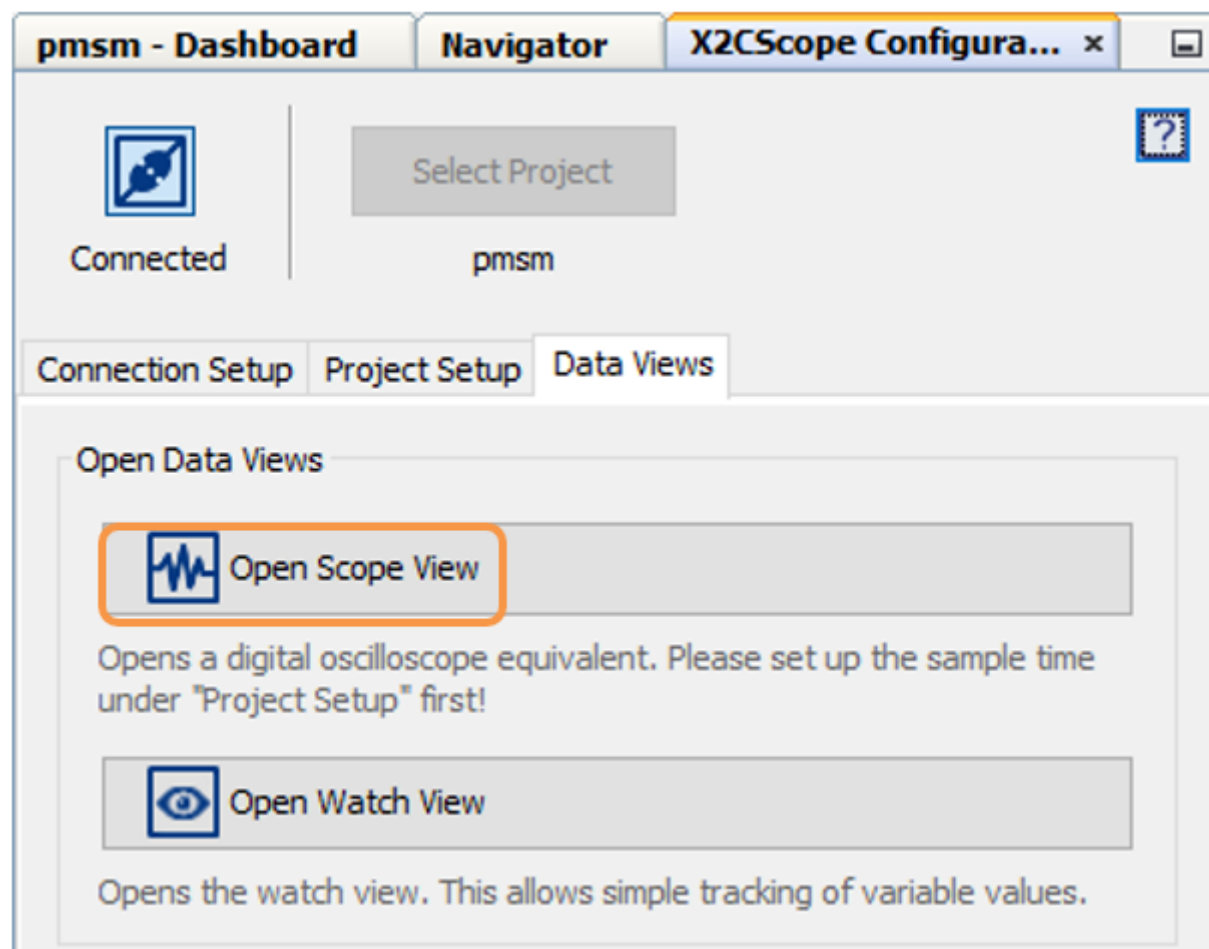 pmsm - Dashboard Navigator X2CScope Configura... ×
?
Select Project
Connected pmsm
Connection Setup Project Setup Data Views
Open Data Views
Open Scope View
Opens a digital oscilloscope equivalent. Please set up the sample time
under "Project Setup" first!
Open Watch View
Opens the watch view. This allows simple tracking of variable values.